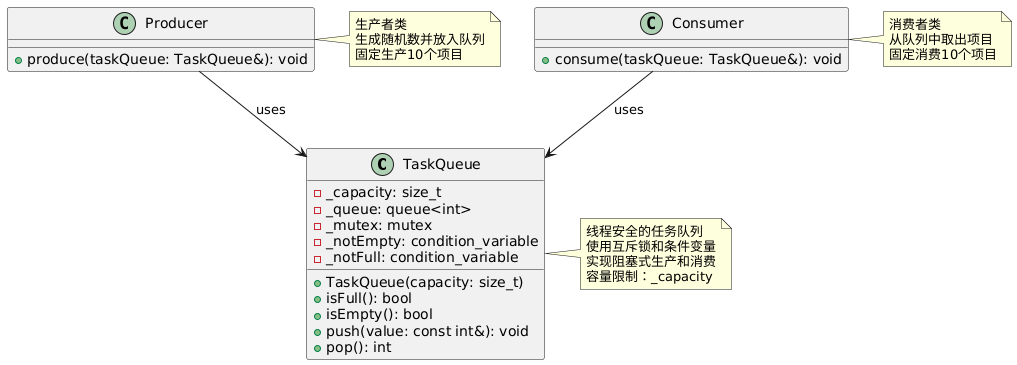 C Producer
produce(taskQueue: TaskQueue&): void
生产者类
生成随机数并放入队列
固定生产10个项目
C Consumer
consume(taskQueue: TaskQueue&): void
消费者类
从队列中取出项目
固定消费10个项目
uses
uses
C TaskQueue
_capacity: size_t
_queue: queue<int>
_mutex: mutex
_notEmpty: condition_variable
_notFull: condition_variable
TaskQueue(capacity: size_t)
isFull(): bool
isEmpty(): bool
push(value: const int&): void
pop(): int
线程安全的任务队列
使用互斥锁和条件变量
实现阻塞式生产和消费
容量限制：_capacity